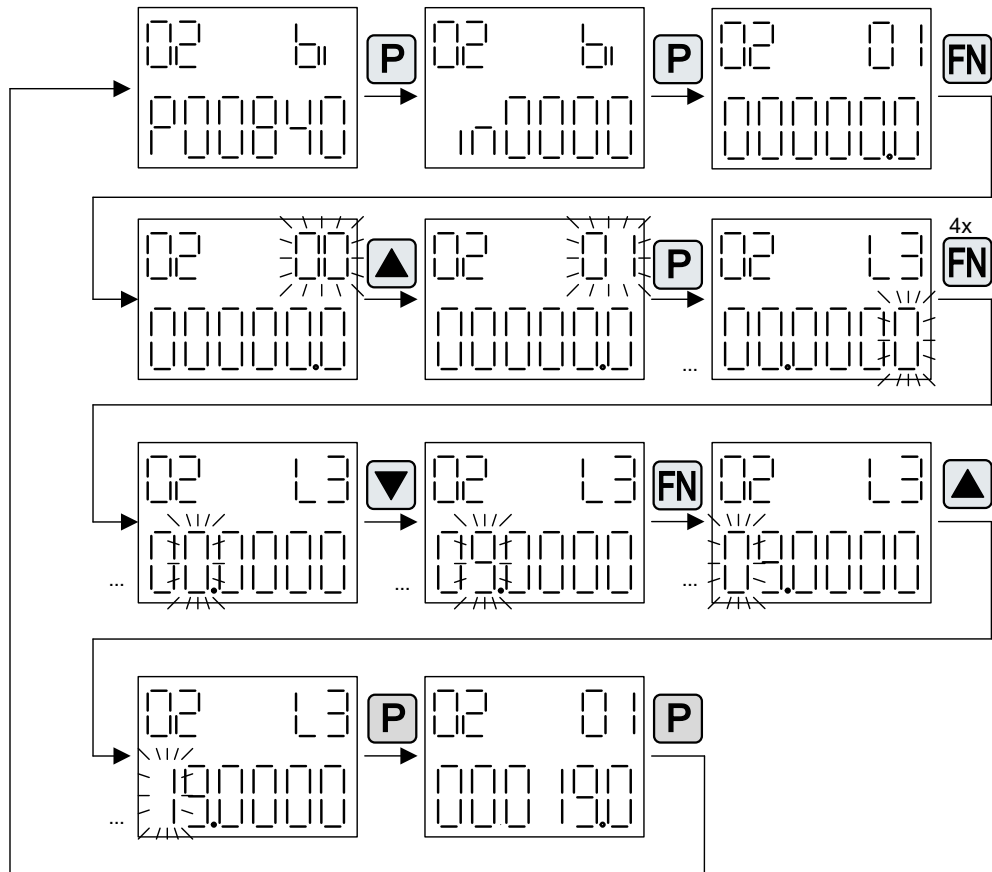 02 bi P 02 bi P 02 01 FN
P00840 in0000 00000.0
4x
02 00 ▲ 02 01 P 02 L3 FN
00000.0 00000.0 ... 00.0000
02 L3 ▼ 02 L3 FN 02 L3 ▲
... 00.0000 ... 09.0000 ... 09.0000
02 L3 P 02 01 P
... 19.0000 00019.0